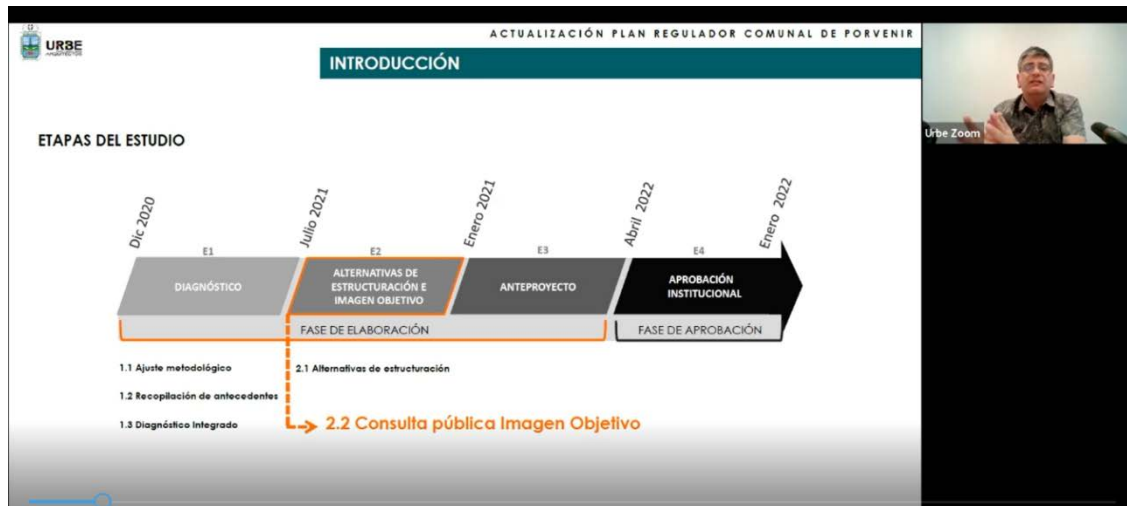 URBE
ARQUITECTOS
ACTUALIZACIÓN PLAN REGULADOR COMUNAL DE PORVENIR
INTRODUCCIÓN
Urbe Zoom
ETAPAS DEL ESTUDIO
Dic 2020
Julio 2021
Enero 2021
Abril 2022
Enero 2022
E1
E2
E3
E4
DIAGNÓSTICO
ALTERNATIVAS DE
ESTRUCTURACIÓN E
IMAGEN OBJETIVO
ANTEPROYECTO
APROBACIÓN
INSTITUCIONAL
FASE DE ELABORACIÓN
FASE DE APROBACIÓN
1.1 Ajuste metodológico
2.1 Alternativas de estructuración
1.2 Recopilación de antecedentes
1.3 Diagnóstico Integrado
2.2 Consulta pública Imagen Objetivo